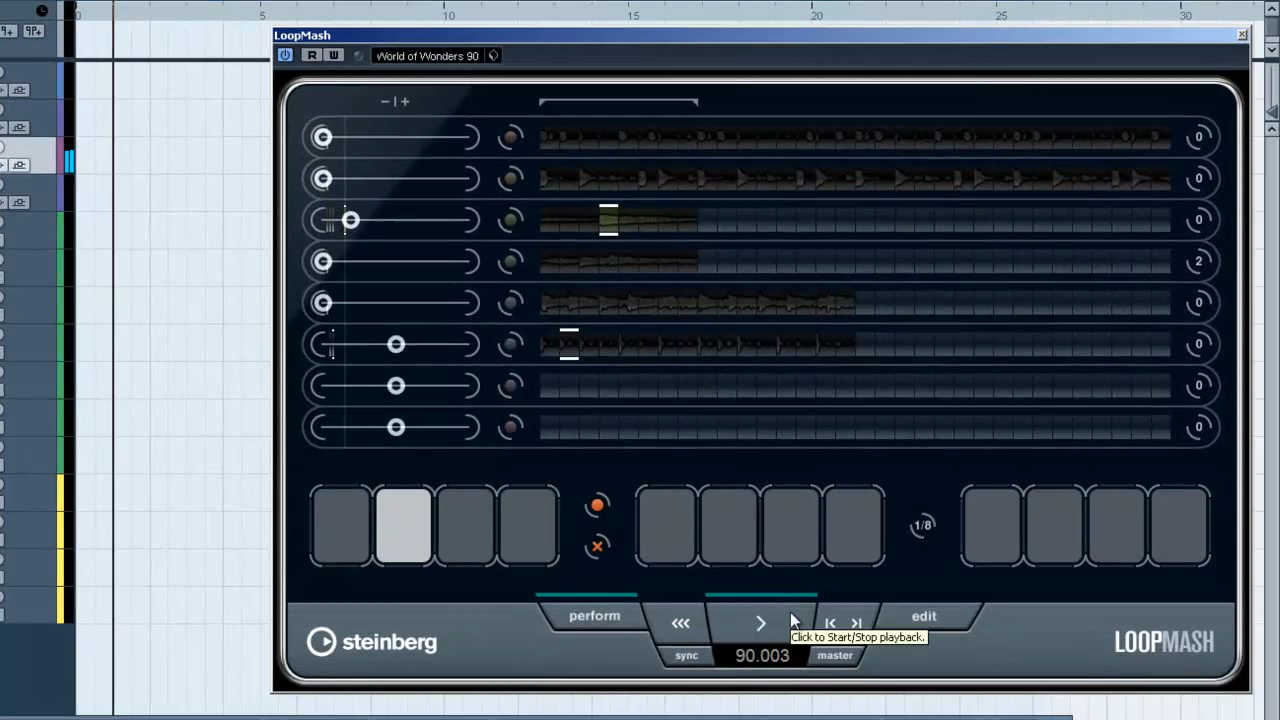 0 5 10 15 20 25 30
LoopMash
R W World of Wonders 90
− | +
0
0
0
2
0
0
0
0
1/8
perform
edit
Click to Start/Stop playback.
steinberg
LOOPMASH
sync 90.003 master